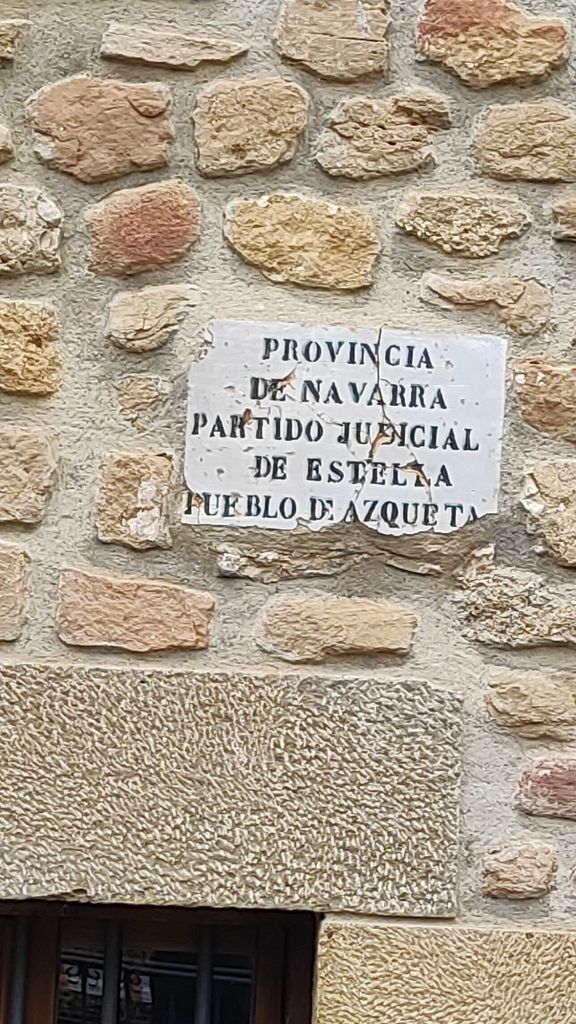 PROVINCIA
DE NAVARRA
PARTIDO JUDICIAL
DE ESTELLA
PUEBLO DE AZQUETA